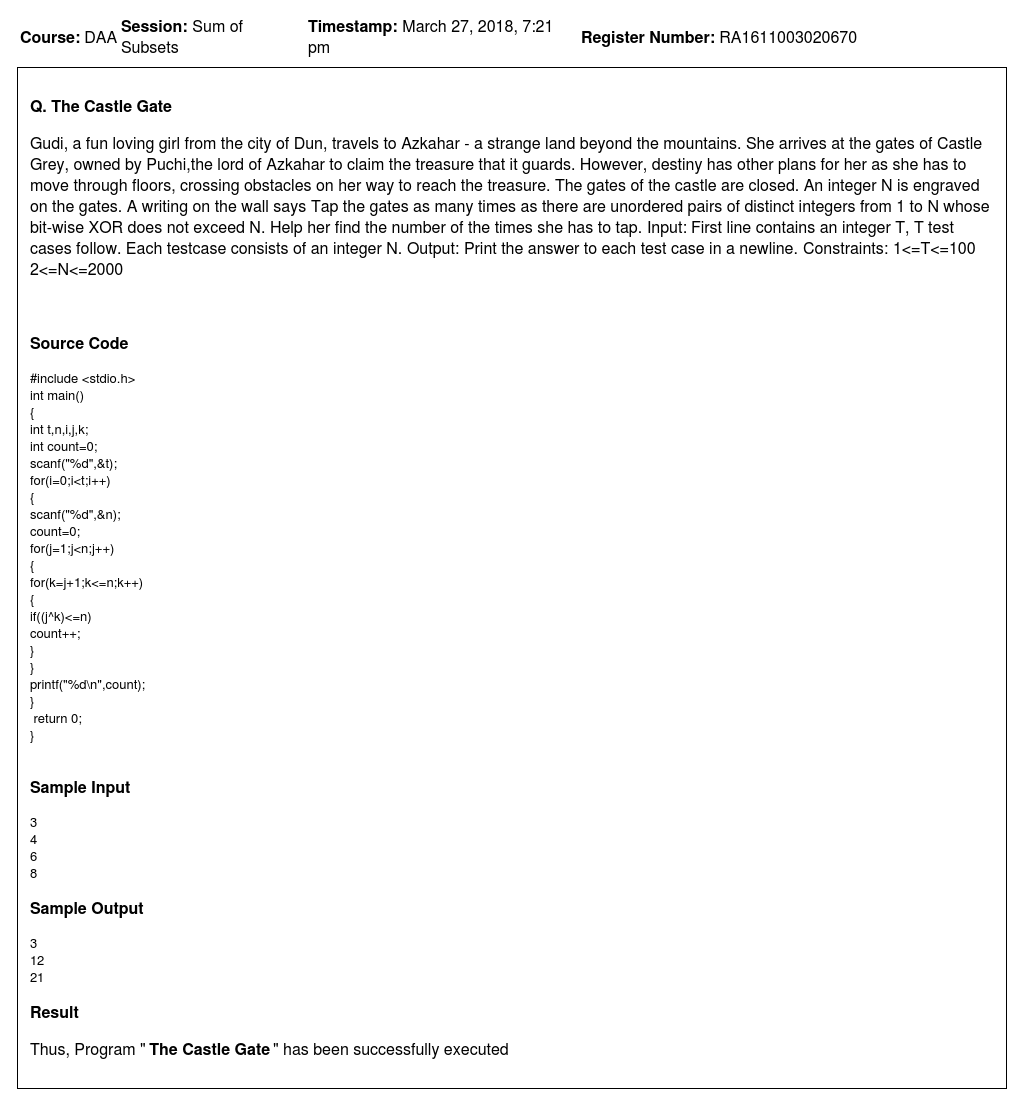 Course: DAA Session: Sum of Subsets Timestamp: March 27, 2018, 7:21 pm Register Number: RA1611003020670
Q. The Castle Gate
Gudi, a fun loving girl from the city of Dun, travels to Azkahar - a strange land beyond the mountains. She arrives at the gates of Castle
Grey, owned by Puchi,the lord of Azkahar to claim the treasure that it guards. However, destiny has other plans for her as she has to
move through floors, crossing obstacles on her way to reach the treasure. The gates of the castle are closed. An integer N is engraved
on the gates. A writing on the wall says Tap the gates as many times as there are unordered pairs of distinct integers from 1 to N whose
bit-wise XOR does not exceed N. Help her find the number of the times she has to tap. Input: First line contains an integer T, T test
cases follow. Each testcase consists of an integer N. Output: Print the answer to each test case in a newline. Constraints: 1<=T<=100
2<=N<=2000
Source Code
#include <stdio.h>
int main()
{
int t,n,i,j,k;
int count=0;
scanf("%d",&t);
for(i=0;i<t;i++)
{
scanf("%d",&n);
count=0;
for(j=1;j<n;j++)
{
for(k=j+1;k<=n;k++)
{
if((j^k)<=n)
count++;
}
}
printf("%d\n",count);
}
return 0;
}
Sample Input
3
4
6
8
Sample Output
3
12
21
Result
Thus, Program " The Castle Gate " has been successfully executed